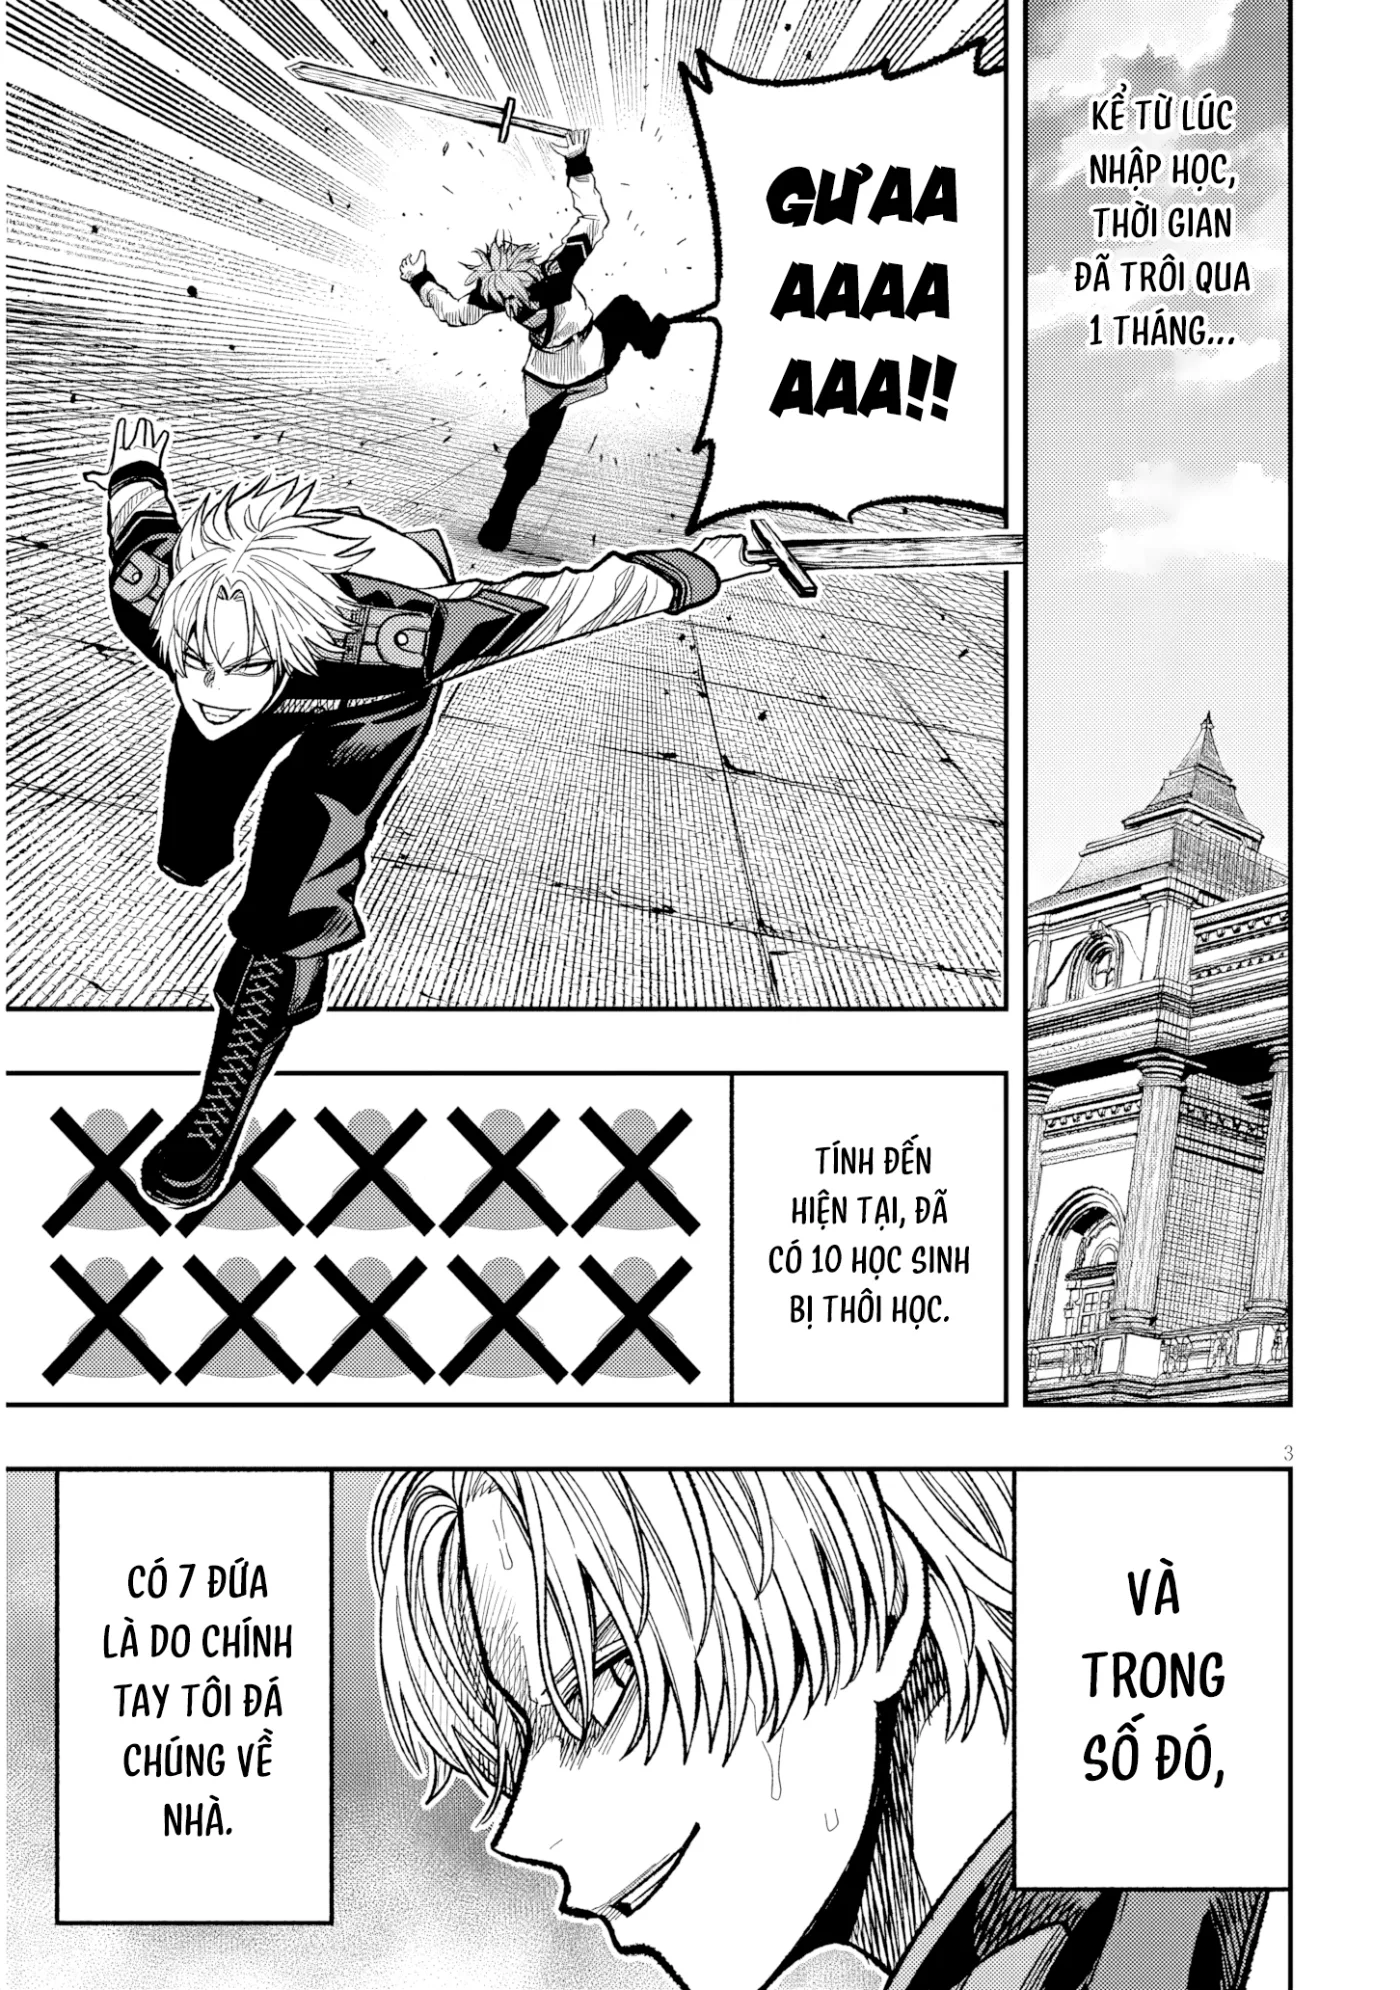 KỂ TỪ LÚC
NHẬP HỌC,
THỜI GIAN
ĐÃ TRÔI QUA
1 THÁNG...
GƯAA
AAAA
AAA!!
TÍNH ĐẾN
HIỆN TẠI, ĐÃ
CÓ 10 HỌC SINH
BỊ THÔI HỌC.
3
VÀ
TRONG
SỐ ĐÓ,
CÓ 7 ĐỨA
LÀ DO CHÍNH
TAY TÔI ĐÁ
CHÚNG VỀ
NHÀ.